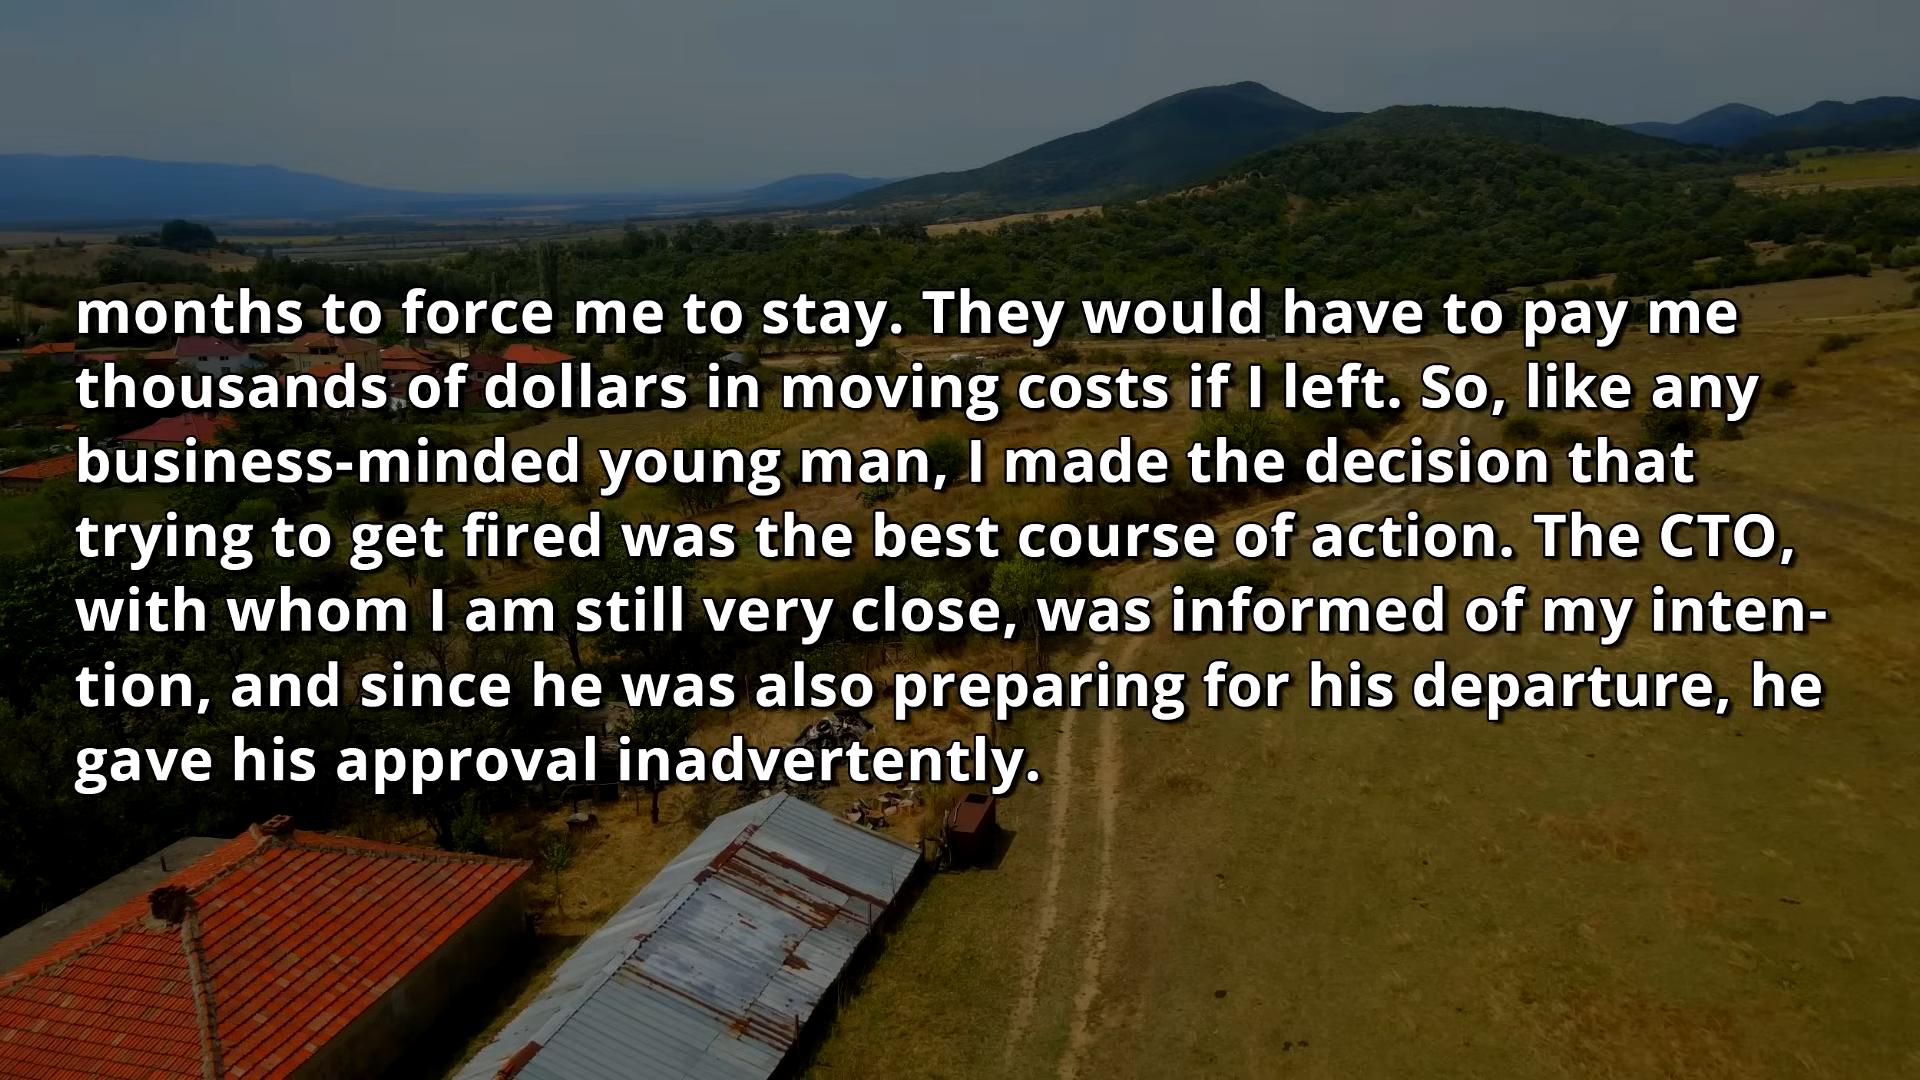 months to force me to stay. They would have to pay me
thousands of dollars in moving costs if I left. So, like any
business-minded young man, I made the decision that
trying to get fired was the best course of action. The CTO,
with whom I am still very close, was informed of my inten-
tion, and since he was also preparing for his departure, he
gave his approval inadvertently.